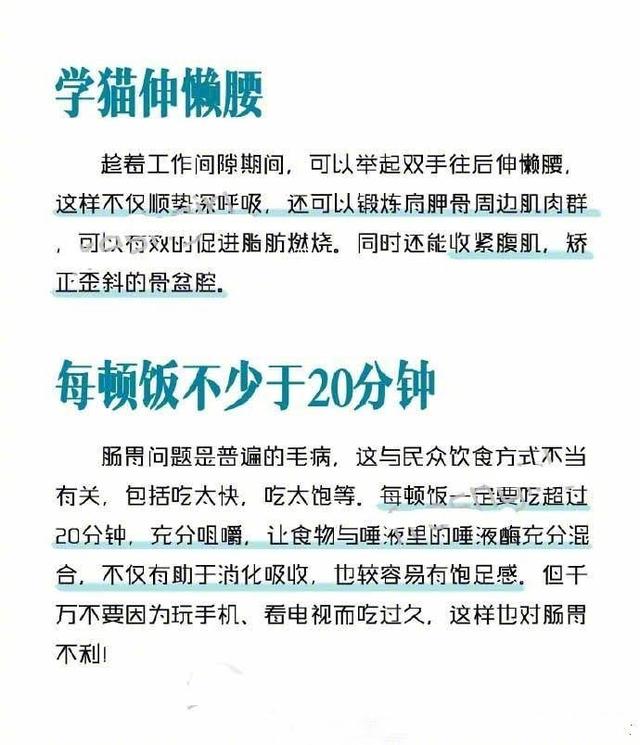 学猫伸懒腰
趁着工作间隙期间，可以举起双手往后伸懒腰，
这样不仅顺势深呼吸，还可以锻炼肩胛骨周边肌肉群
，可以有效的促进脂肪燃烧。同时还能收紧腹肌，矫
正歪斜的骨盆腔。
每顿饭不少于20分钟
肠胃问题是普遍的毛病，这与民众饮食方式不当
有关，包括吃太快，吃太饱等。每顿饭一定要吃超过
20分钟，充分咀嚼，让食物与唾液里的唾液酶充分混
合，不仅有助于消化吸收，也较容易有饱足感。但千
万不要因为玩手机、看电视而吃过久，这样也对肠胃
不利！